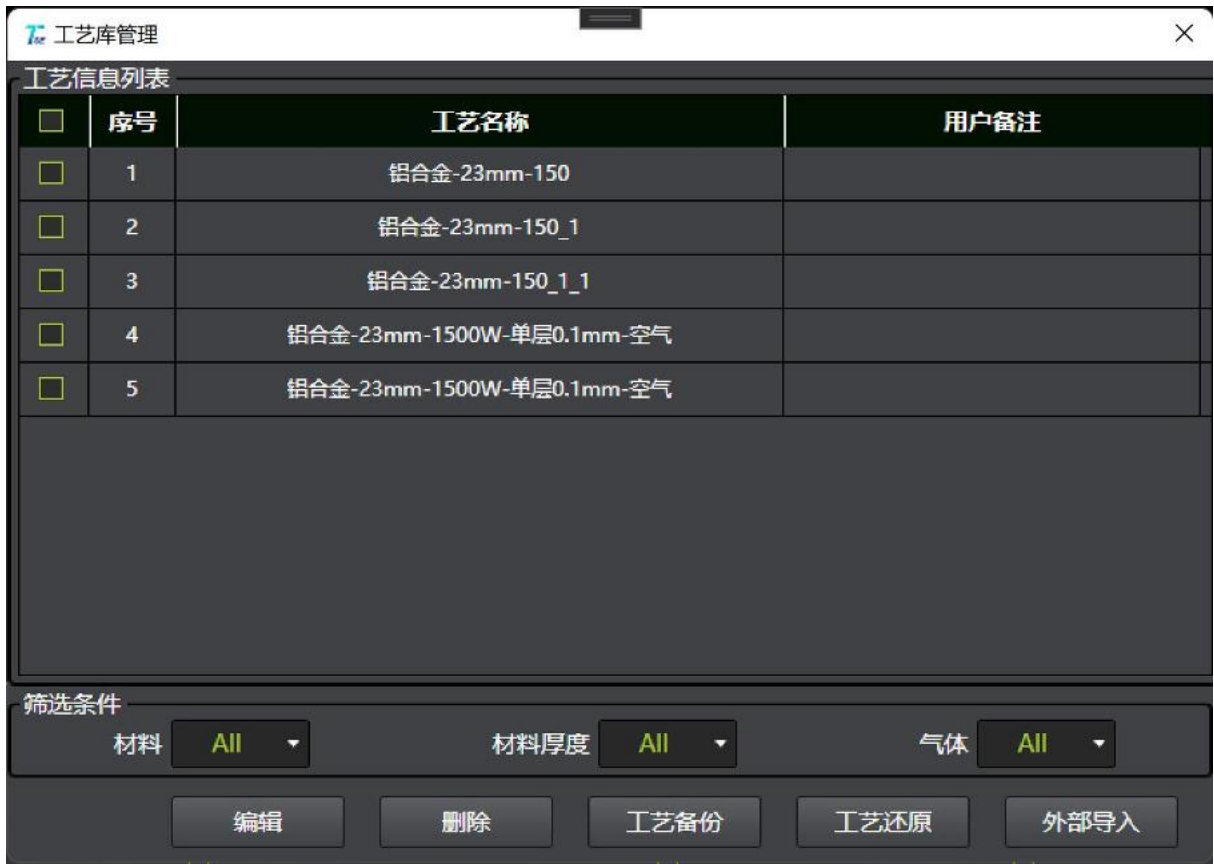 工艺库管理
工艺信息列表
序号 工艺名称 用户备注
1 铝合金-23mm-150
2 铝合金-23mm-150_1
3 铝合金-23mm-150_1_1
4 铝合金-23mm-1500W-单层0.1mm-空气
5 铝合金-23mm-1500W-单层0.1mm-空气
筛选条件
材料 All 材料厚度 All 气体 All
编辑 删除 工艺备份 工艺还原 外部导入